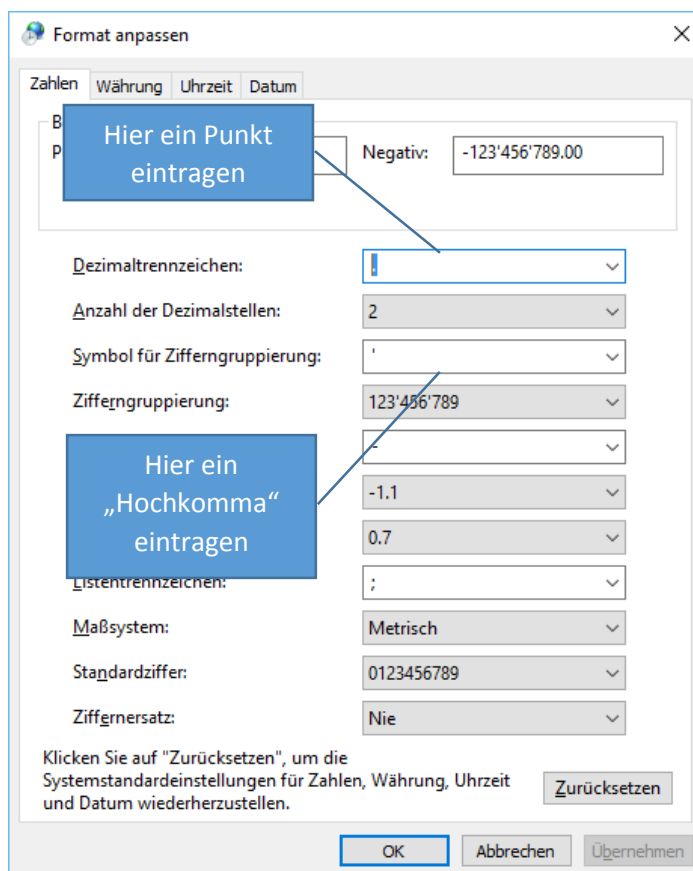 Format anpassen
Zahlen Währung Uhrzeit Datum
Hier ein Punkt
eintragen
Negativ: -123'456'789.00
Dezimaltrennzeichen: .
Anzahl der Dezimalstellen: 2
Symbol für Zifferngruppierung: '
Zifferngruppierung: 123'456'789
-
Hier ein
„Hochkomma“
eintragen
-1.1
0.7
Listentrennzeichen: ;
Maßsystem: Metrisch
Standardziffer: 0123456789
Ziffernersatz: Nie
Klicken Sie auf "Zurücksetzen", um die
Systemstandardeinstellungen für Zahlen, Währung, Uhrzeit
und Datum wiederherzustellen.
Zurücksetzen
OK Abbrechen Übernehmen